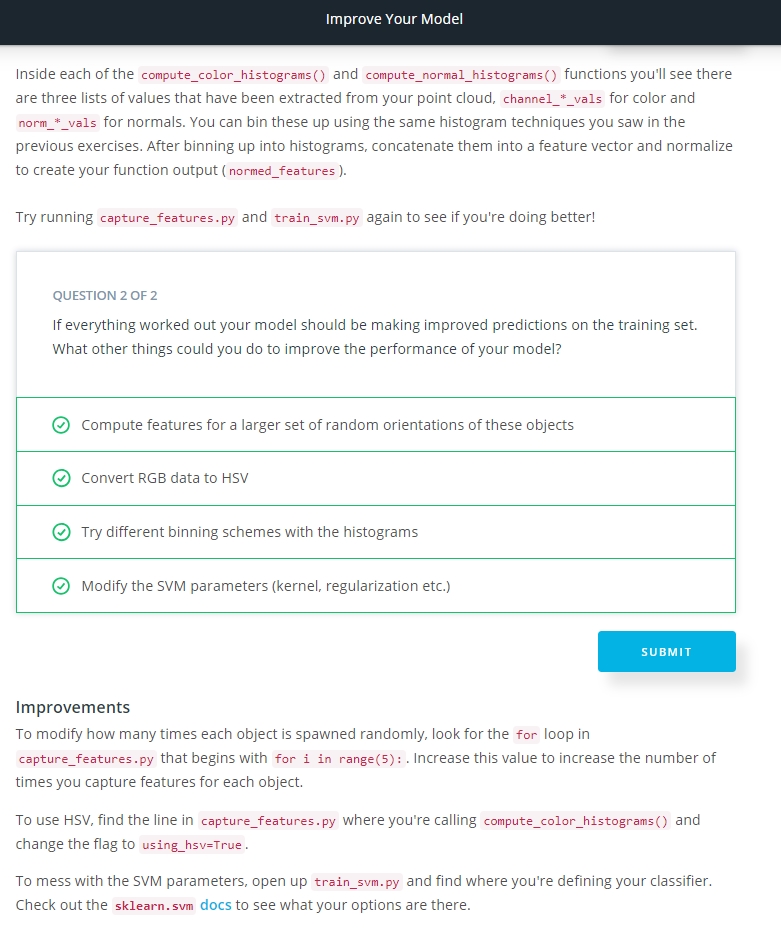 Improve Your Model
Inside each of the compute_color_histograms() and compute_normal_histograms() functions you'll see there
are three lists of values that have been extracted from your point cloud, channel_*_vals for color and
norm_*_vals for normals. You can bin these up using the same histogram techniques you saw in the
previous exercises. After binning up into histograms, concatenate them into a feature vector and normalize
to create your function output ( normed_features ).
Try running capture_features.py and train_svm.py again to see if you're doing better!
QUESTION 2 OF 2
If everything worked out your model should be making improved predictions on the training set.
What other things could you do to improve the performance of your model?
Compute features for a larger set of random orientations of these objects
Convert RGB data to HSV
Try different binning schemes with the histograms
Modify the SVM parameters (kernel, regularization etc.)
SUBMIT
Improvements
To modify how many times each object is spawned randomly, look for the for loop in
capture_features.py that begins with for i in range(5): . Increase this value to increase the number of
times you capture features for each object.
To use HSV, find the line in capture_features.py where you're calling compute_color_histograms() and
change the flag to using_hsv=True .
To mess with the SVM parameters, open up train_svm.py and find where you're defining your classifier.
Check out the sklearn.svm docs to see what your options are there.